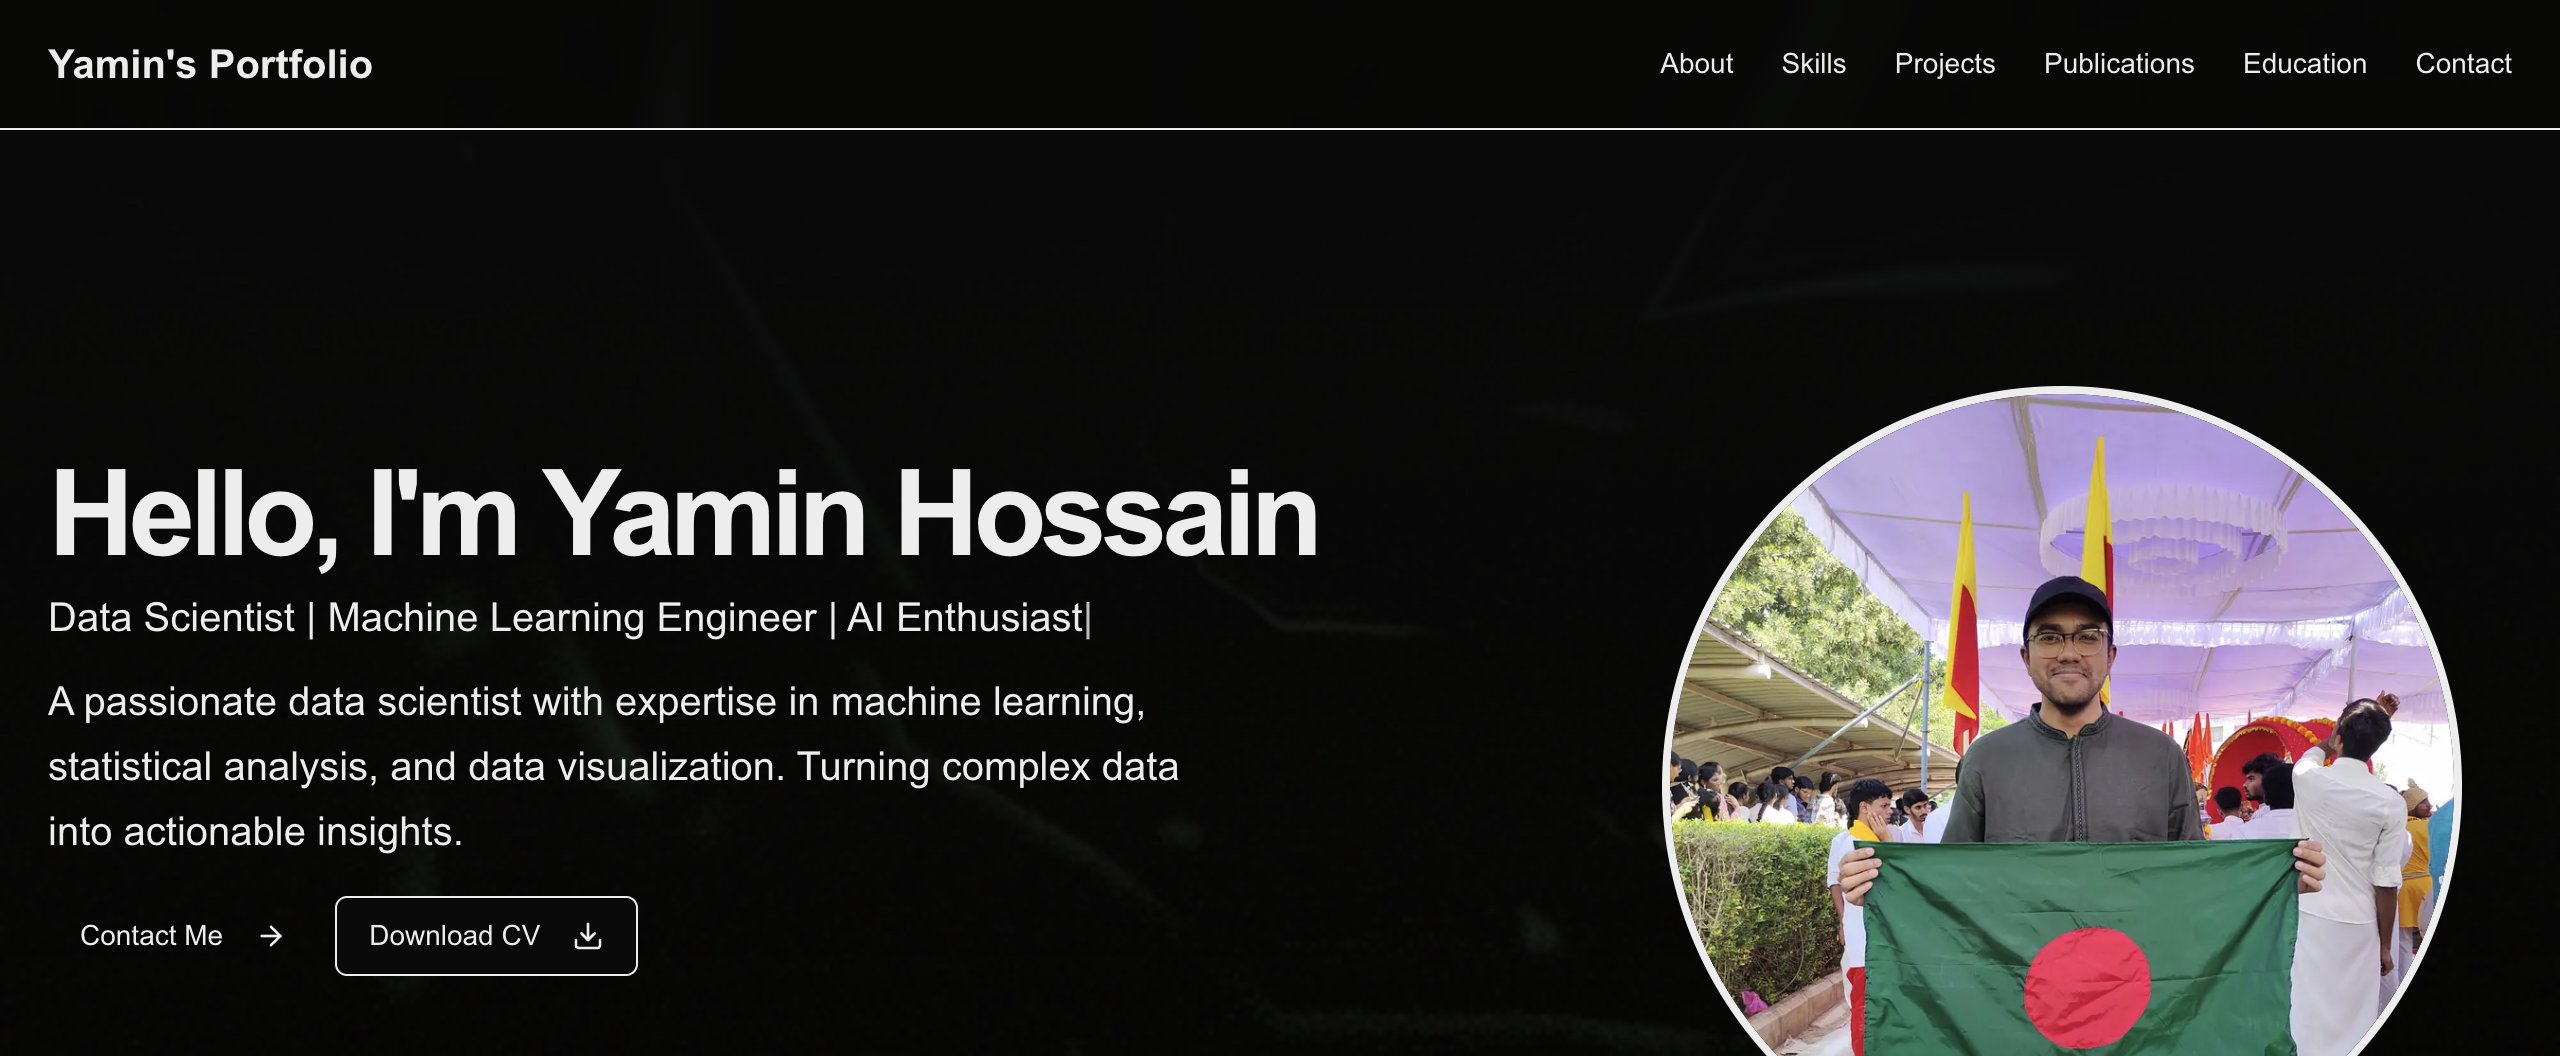 Yamin's Portfolio
About Skills Projects Publications Education Contact
Hello, I'm Yamin Hossain
Data Scientist | Machine Learning Engineer | AI Enthusiast|
A passionate data scientist with expertise in machine learning,
statistical analysis, and data visualization. Turning complex data
into actionable insights.
Contact Me
Download CV